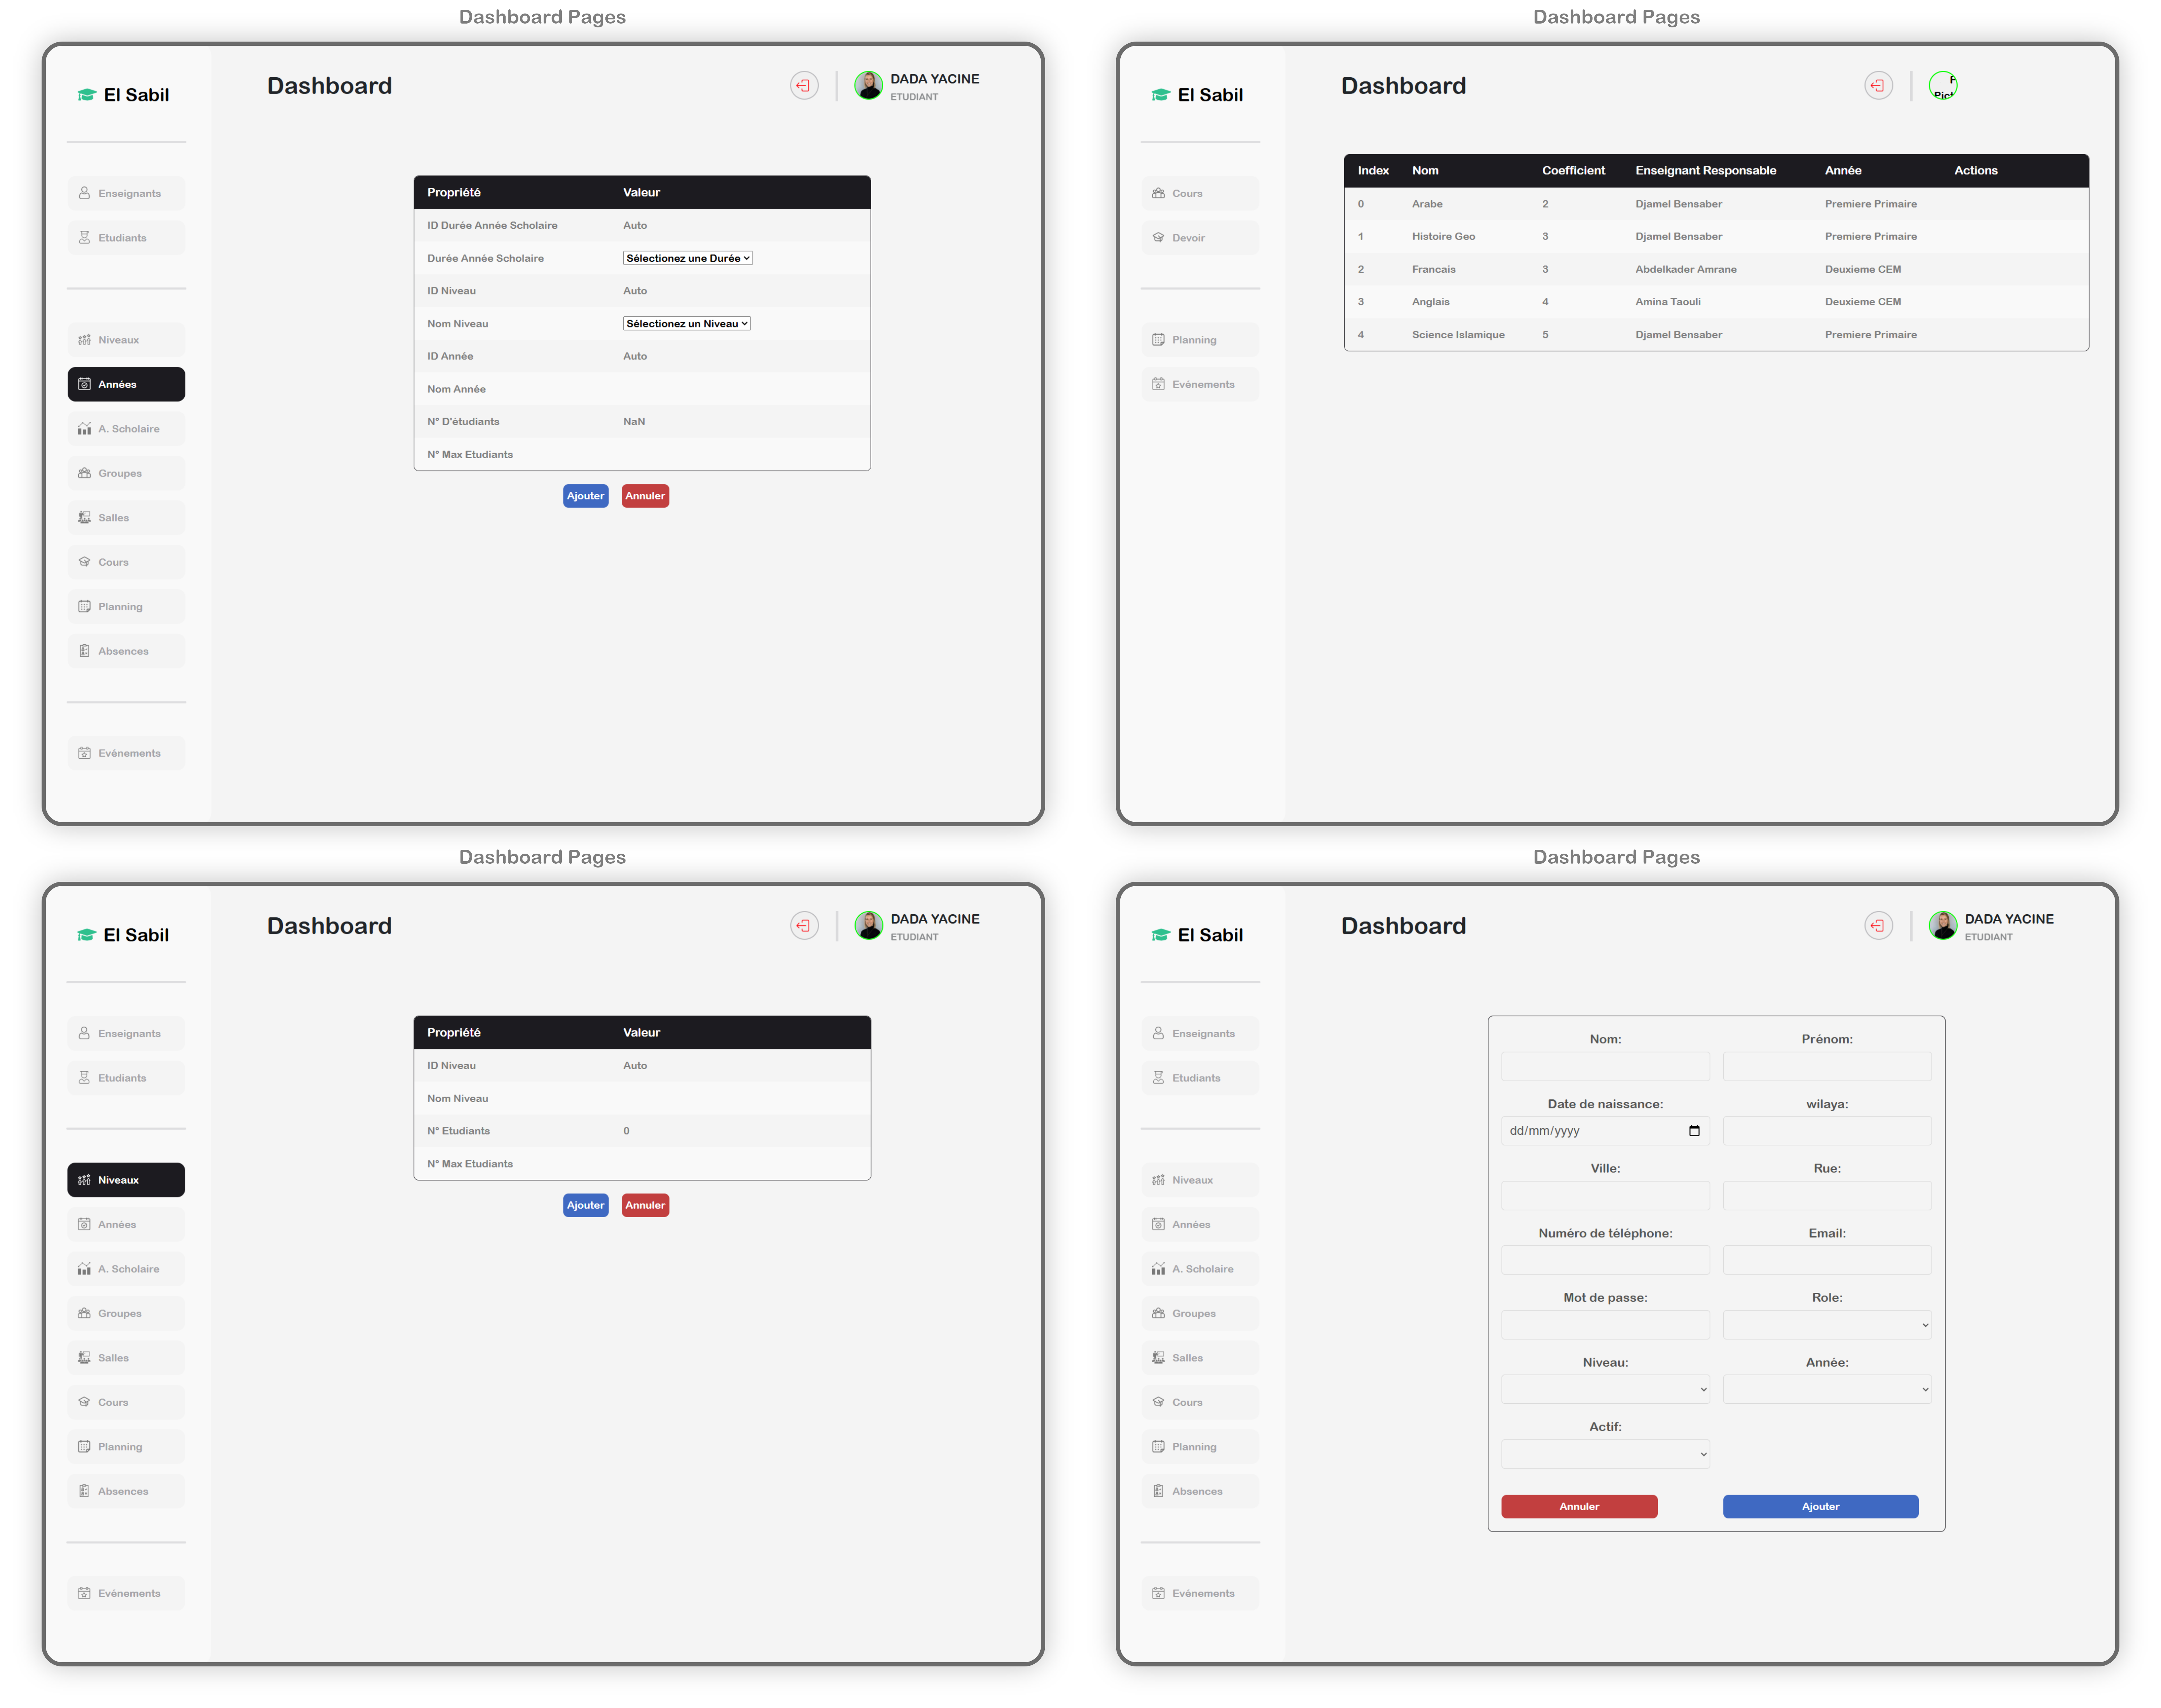 Dashboard Pages
El Sabil
Dashboard
DADA YACINE
ETUDIANT
Enseignants
Etudiants
Niveaux
Années
A. Scholaire
Groupes
Salles
Cours
Planning
Absences
Evénements
Propriété Valeur
ID Durée Année Scholaire Auto
Durée Année Scholaire Sélectionez une Durée
ID Niveau Auto
Nom Niveau Sélectionez un Niveau
ID Année Auto
Nom Année
N° D'étudiants NaN
N° Max Etudiants
Ajouter Annuler
Dashboard Pages
El Sabil
Dashboard
Cours
Devoir
Planning
Evénements
Index Nom Coefficient Enseignant Responsable Année Actions
0 Arabe 2 Djamel Bensaber Premiere Primaire
1 Histoire Geo 3 Djamel Bensaber Premiere Primaire
2 Francais 3 Abdelkader Amrane Deuxieme CEM
3 Anglais 4 Amina Taouli Deuxieme CEM
4 Science Islamique 5 Djamel Bensaber Premiere Primaire
Dashboard Pages
El Sabil
Dashboard
DADA YACINE
ETUDIANT
Enseignants
Etudiants
Niveaux
Années
A. Scholaire
Groupes
Salles
Cours
Planning
Absences
Evénements
Propriété Valeur
ID Niveau Auto
Nom Niveau
N° Etudiants 0
N° Max Etudiants
Ajouter Annuler
Dashboard Pages
El Sabil
Dashboard
DADA YACINE
ETUDIANT
Enseignants
Etudiants
Niveaux
Années
A. Scholaire
Groupes
Salles
Cours
Planning
Absences
Evénements
Nom: Prénom:
Date de naissance: wilaya:
dd/mm/yyyy
Ville: Rue:
Numéro de téléphone: Email:
Mot de passe: Role:
Niveau: Année:
Actif:
Annuler Ajouter